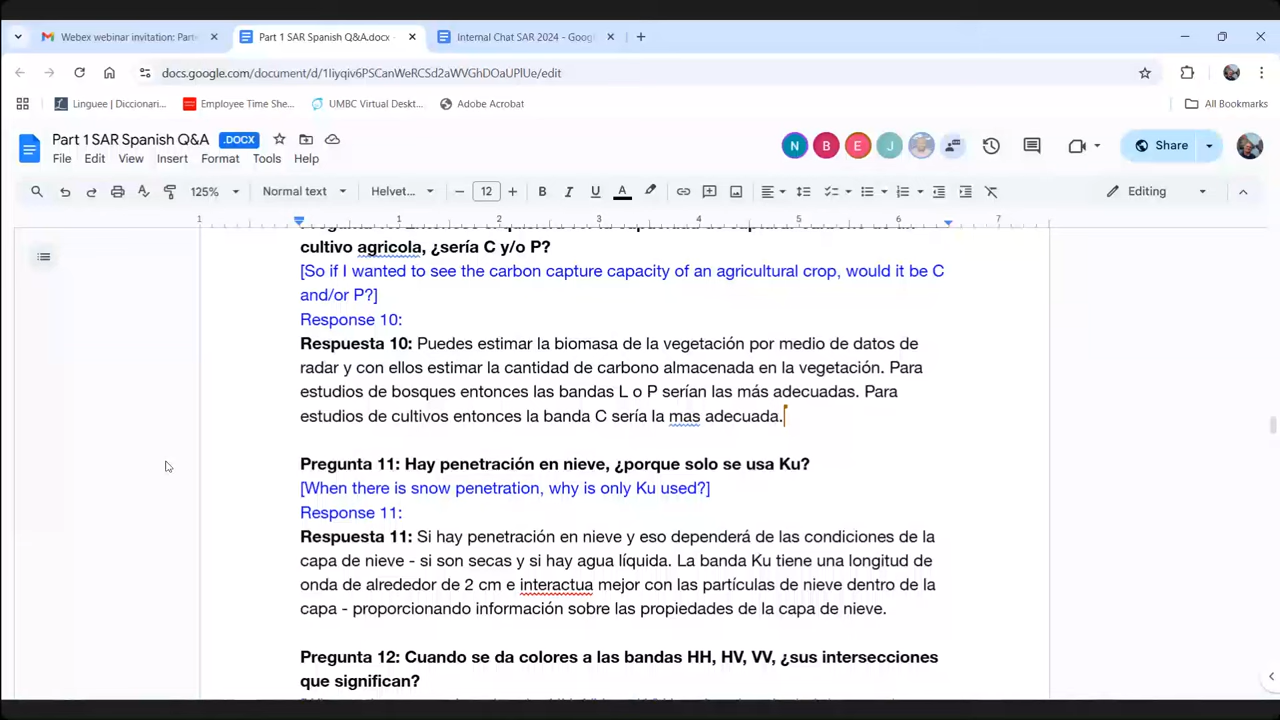 Webex webinar invitation: Parti
Part 1 SAR Spanish Q&A.docx -
Internal Chat SAR 2024 - Goog
docs.google.com/document/d/1Iiyqiv6PSCanWeRCSd2aWVGhDOaUPlUe/edit
Linguee | Diccionari...
Employee Time She...
UMBC Virtual Deskt...
Adobe Acrobat
All Bookmarks
Part 1 SAR Spanish Q&A
.DOCX
File Edit View Insert Format Tools Help
N B E J
Share
125%
Normal text
Helvet...
12
Editing
1 1 2 3 4 5 6 7
cultivo agricola, ¿sería C y/o P?
[So if I wanted to see the carbon capture capacity of an agricultural crop, would it be C
and/or P?]
Response 10:
Respuesta 10: Puedes estimar la biomasa de la vegetación por medio de datos de
radar y con ellos estimar la cantidad de carbono almacenada en la vegetación. Para
estudios de bosques entonces las bandas L o P serían las más adecuadas. Para
estudios de cultivos entonces la banda C sería la mas adecuada.
Pregunta 11: Hay penetración en nieve, ¿porque solo se usa Ku?
[When there is snow penetration, why is only Ku used?]
Response 11:
Respuesta 11: Si hay penetración en nieve y eso dependerá de las condiciones de la
capa de nieve - si son secas y si hay agua líquida. La banda Ku tiene una longitud de
onda de alrededor de 2 cm e interactua mejor con las partículas de nieve dentro de la
capa - proporcionando información sobre las propiedades de la capa de nieve.
Pregunta 12: Cuando se da colores a las bandas HH, HV, VV, ¿sus intersecciones
que significan?